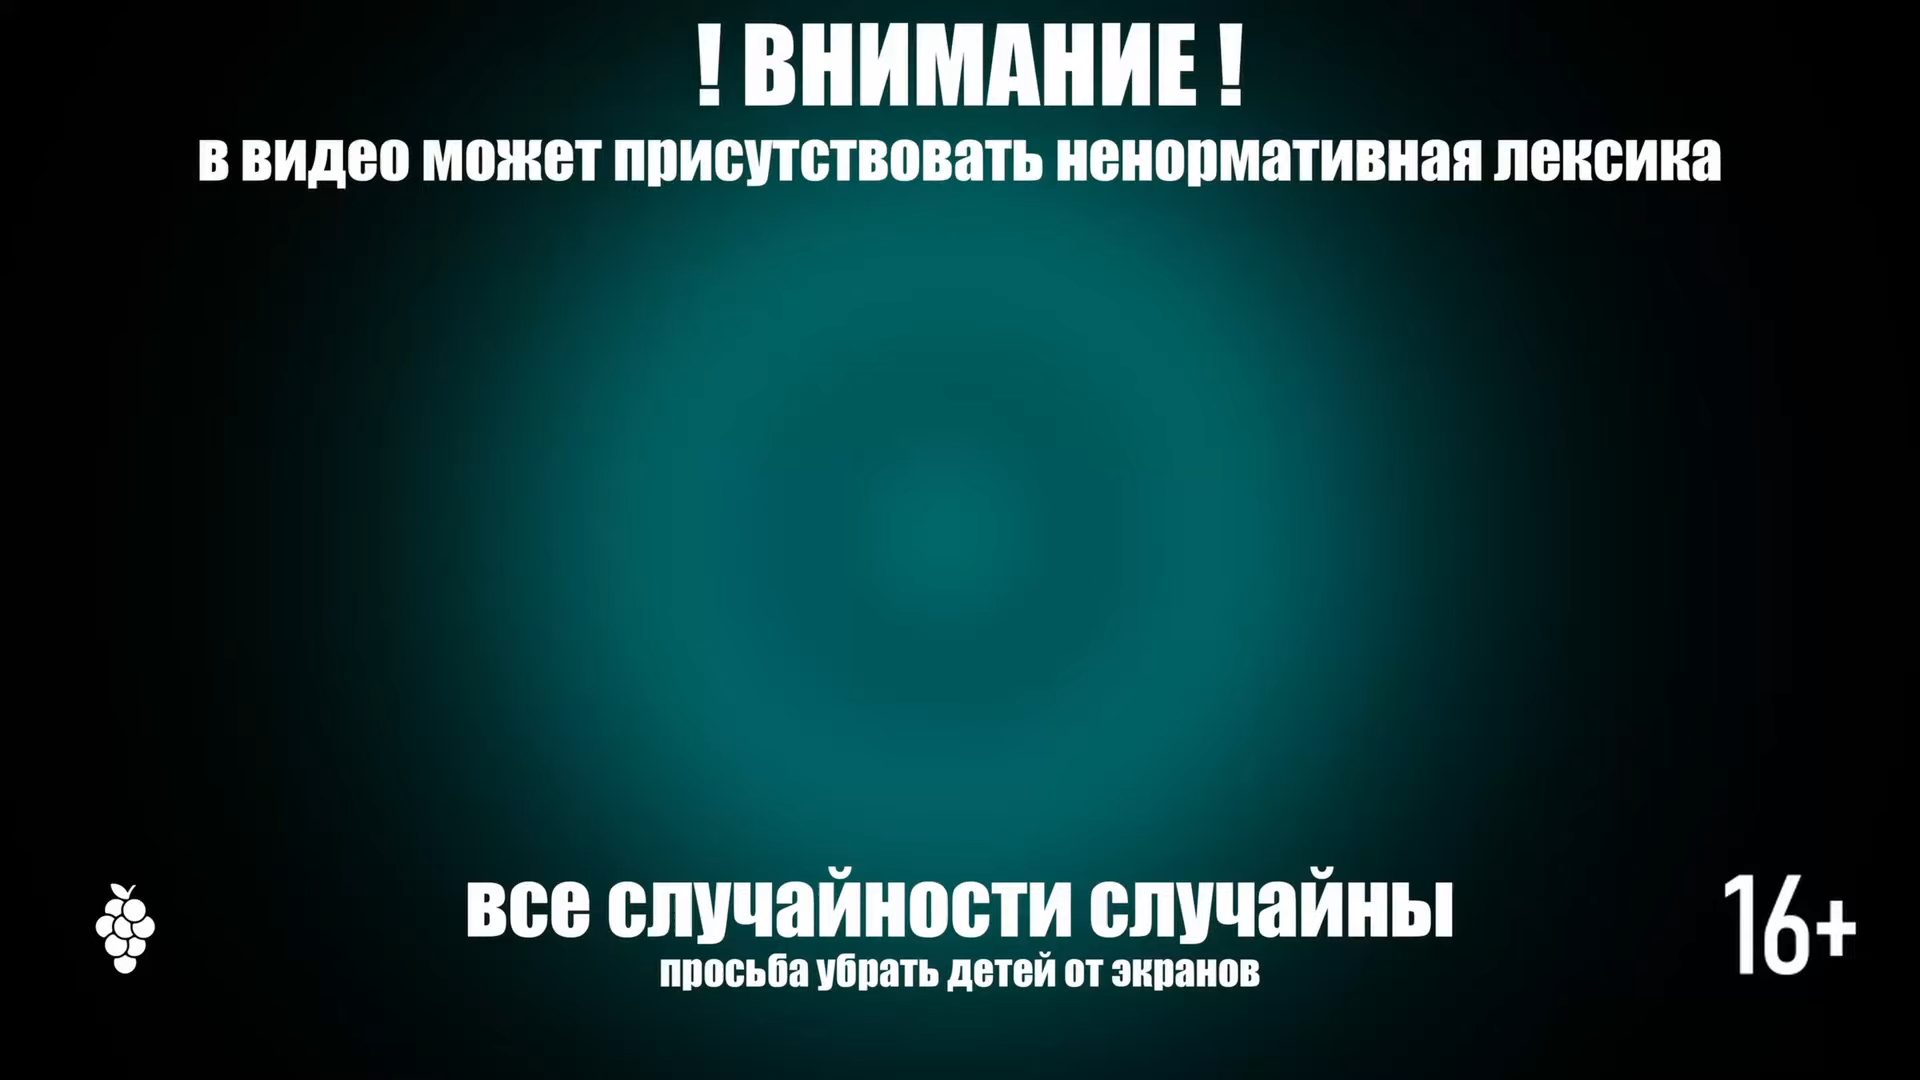 ! ВНИМАНИЕ !
в видео может присутствовать ненормативная лексика
все случайности случайны
просьба убрать детей от экранов
16+